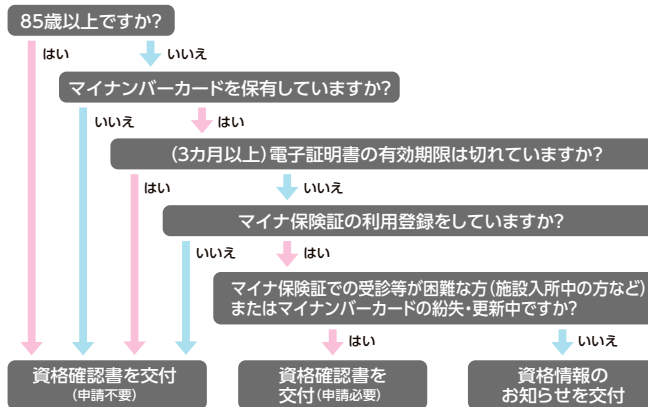 85歳以上ですか?
はい
いいえ
マイナンバーカードを保有していますか?
いいえ
はい
(3カ月以上)電子証明書の有効期限は切れていますか?
はい
いいえ
マイナ保険証の利用登録をしていますか?
いいえ
はい
マイナ保険証での受診等が困難な方(施設入所中の方など)
またはマイナンバーカードの紛失・更新中ですか?
はい
いいえ
資格確認書を交付
(申請不要)
資格確認書を
交付(申請必要)
資格情報の
お知らせを交付